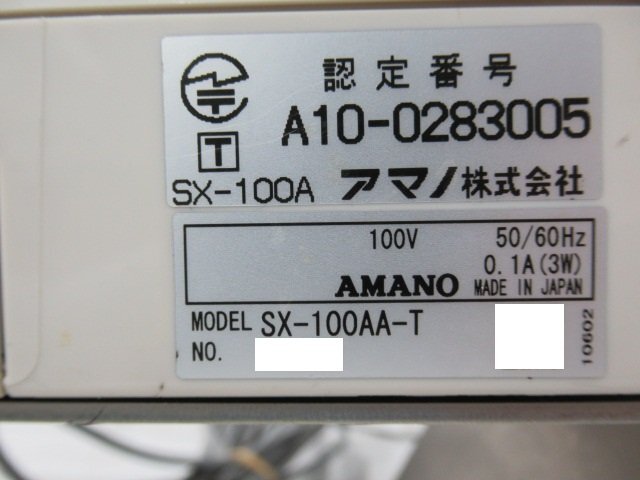 認定番号
A10-0283005
T
SX-100A アマノ株式会社
100V 50/60Hz
0.1A(3W)
AMANO MADE IN JAPAN
MODEL SX-100AA-T
NO.
10602